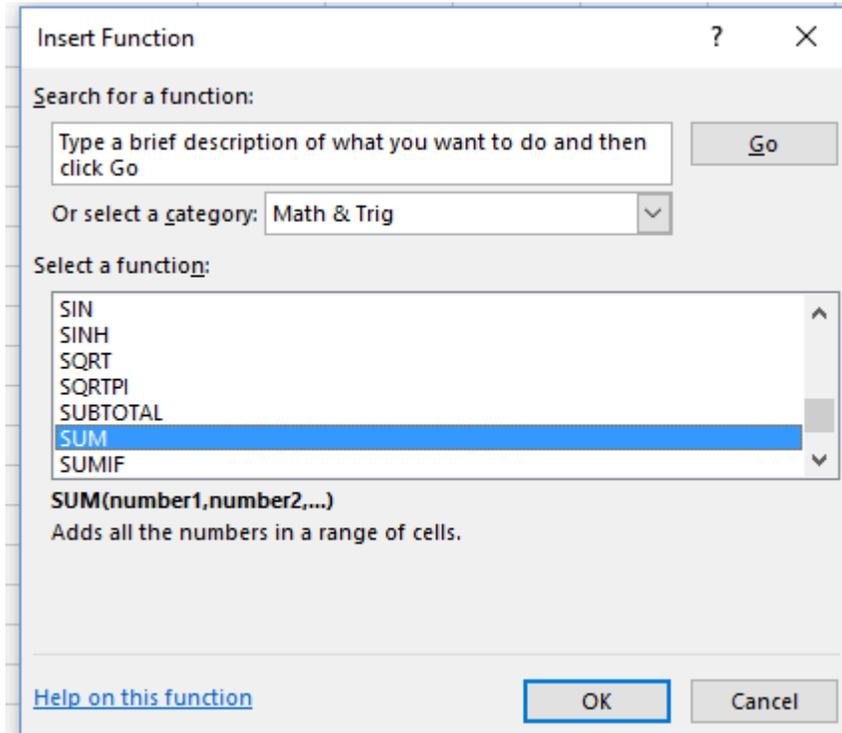 Insert Function
?
Search for a function:
Type a brief description of what you want to do and then
click Go
Go
Or select a category: Math & Trig
Select a function:
SIN
SINH
SQRT
SQRTPI
SUBTOTAL
SUM
SUMIF
SUM(number1,number2,...)
Adds all the numbers in a range of cells.
Help on this function
OK
Cancel